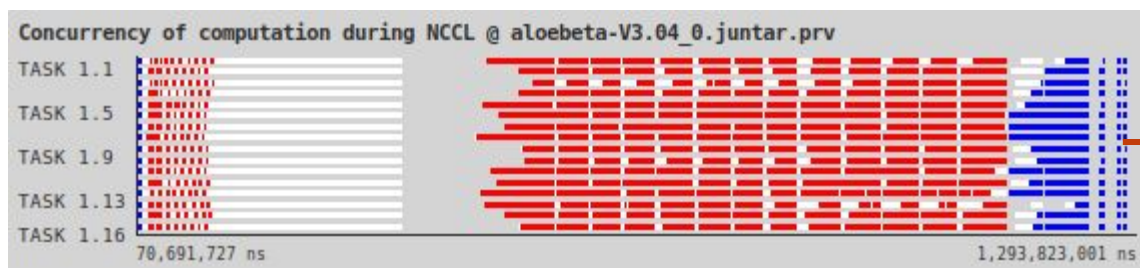 Concurrency of computation during NCCL @ aloebeta-V3.04_0.juntar.prv
TASK 1.1
TASK 1.5
TASK 1.9
TASK 1.13
TASK 1.16
70,691,727 ns
1,293,823,001 ns